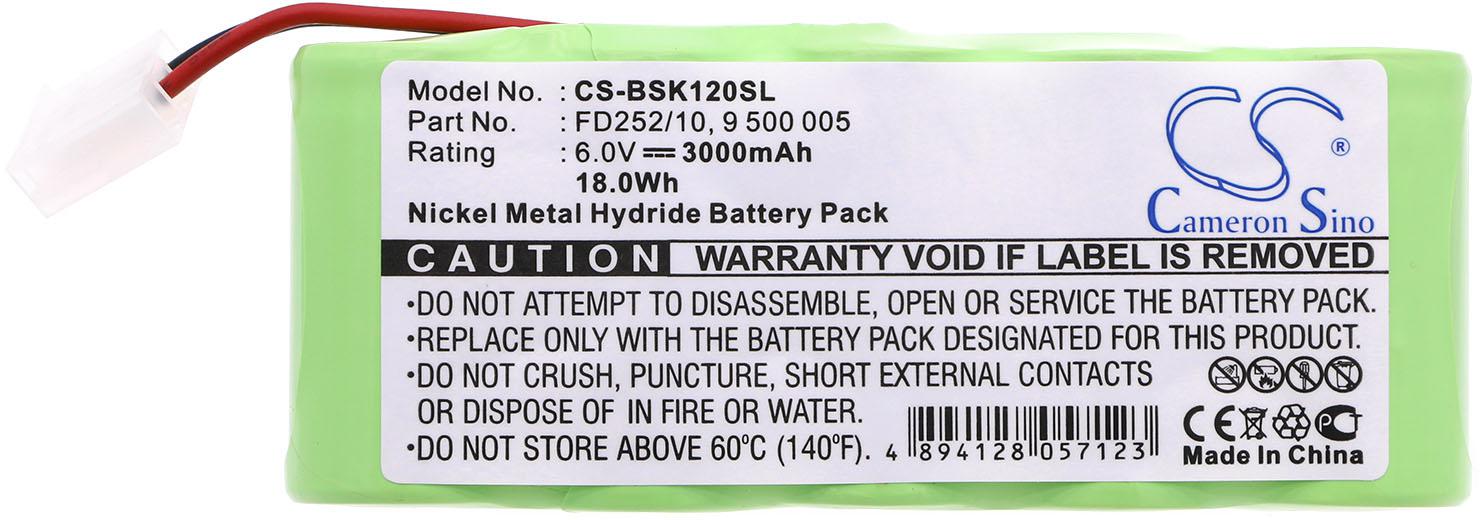 Model No. : CS-BSK120SL
Part No. : FD252/10, 9 500 005
Rating : 6.0V 3000mAh
18.0Wh
Nickel Metal Hydride Battery Pack
CS ®
Cameron Sino
CAUTION WARRANTY VOID IF LABEL IS REMOVED
•DO NOT ATTEMPT TO DISASSEMBLE, OPEN OR SERVICE THE BATTERY PACK.
•REPLACE ONLY WITH THE BATTERY PACK DESIGNATED FOR THIS PRODUCT.
•DO NOT CRUSH, PUNCTURE, SHORT EXTERNAL CONTACTS
OR DISPOSE OF IN FIRE OR WATER.
•DO NOT STORE ABOVE 60ºC (140ºF).
4 894128 057123
CE PCT
Made In China